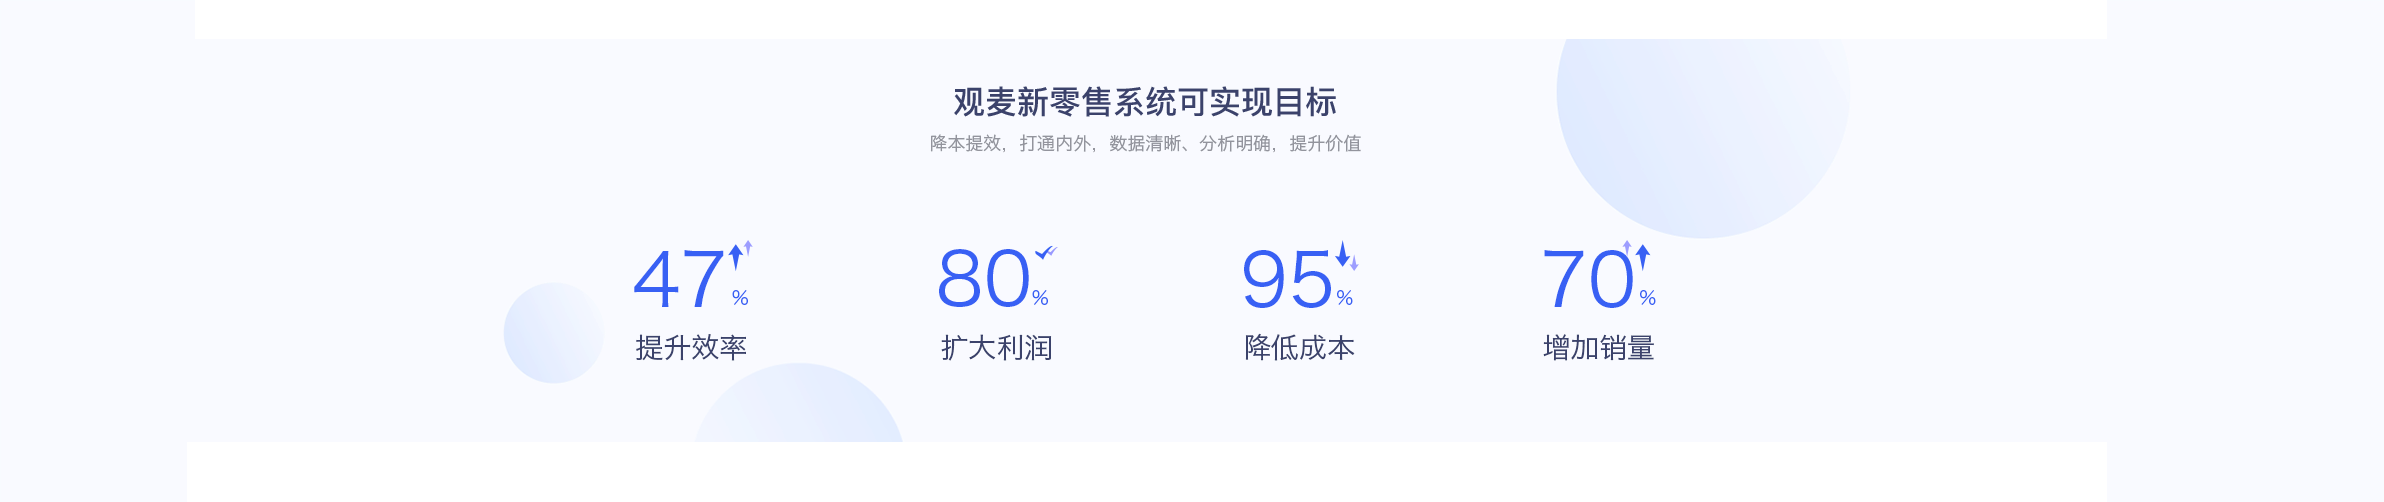 观麦新零售系统可实现目标
降本提效，打通内外，数据清晰、分析明确，提升价值
47%
提升效率
80%
扩大利润
95%
降低成本
70%
增加销量